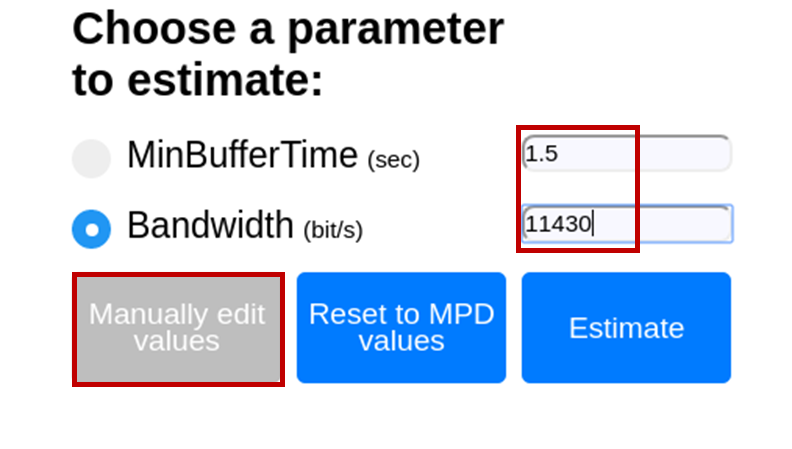 Choose a parameter
to estimate:
MinBufferTime (sec) 1.5
Bandwidth (bit/s) 11430
Manually edit
values
Reset to MPD
values
Estimate